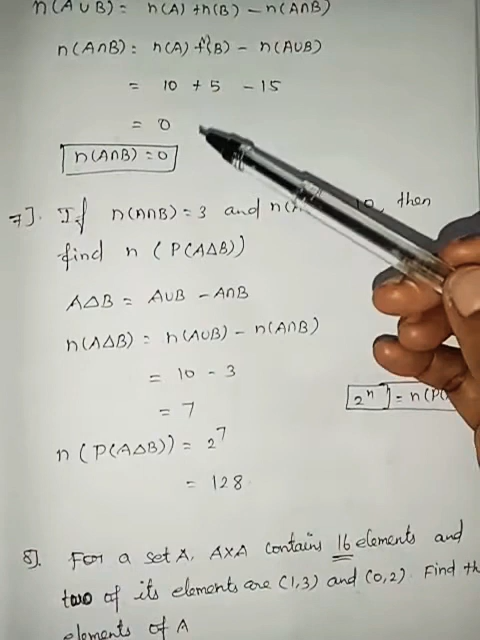 n(A∪B) = n(A) + n(B) - n(A∩B)
n(A∩B) = n(A) + n(B) - n(A∪B)
= 10 + 5 - 15
= 0
n(A∩B) = 0
7]. If n(A∩B) = 3 and n(A 10, then
find n (P(A∆B))
A∆B = A∪B - A∩B
n(A∆B) = n(A∪B) - n(A∩B)
= 10 - 3
= 7
2ⁿ = n(P(
n(P(A∆B)) = 2⁷
= 128
8]. For a set A, A×A contains 16 elements and
two of its elements are (1,3) and (0,2). Find th
elements of A